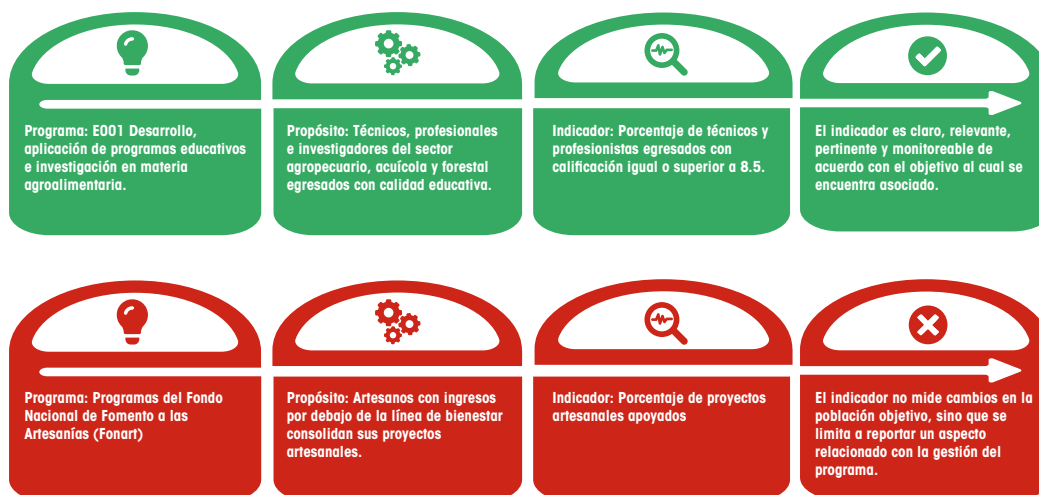 Programa: E001 Desarrollo,
aplicación de programas educativos
e investigación en materia
agroalimentaria.
Propósito: Técnicos, profesionales
e investigadores del sector
agropecuario, acuícola y forestal
egresados con calidad educativa.
Indicador: Porcentaje de técnicos y
profesionistas egresados con
calificación igual o superior a 8.5.
El indicador es claro, relevante,
pertinente y monitoreable de
acuerdo con el objetivo al cual se
encuentra asociado.
Programa: Programas del Fondo
Nacional de Fomento a las
Artesanías (Fonart)
Propósito: Artesanos con ingresos
por debajo de la línea de bienestar
consolidan sus proyectos
artesanales.
Indicador: Porcentaje de proyectos
artesanales apoyados
El indicador no mide cambios en la
población objetivo, sino que se
limita a reportar un aspecto
relacionado con la gestión del
programa.